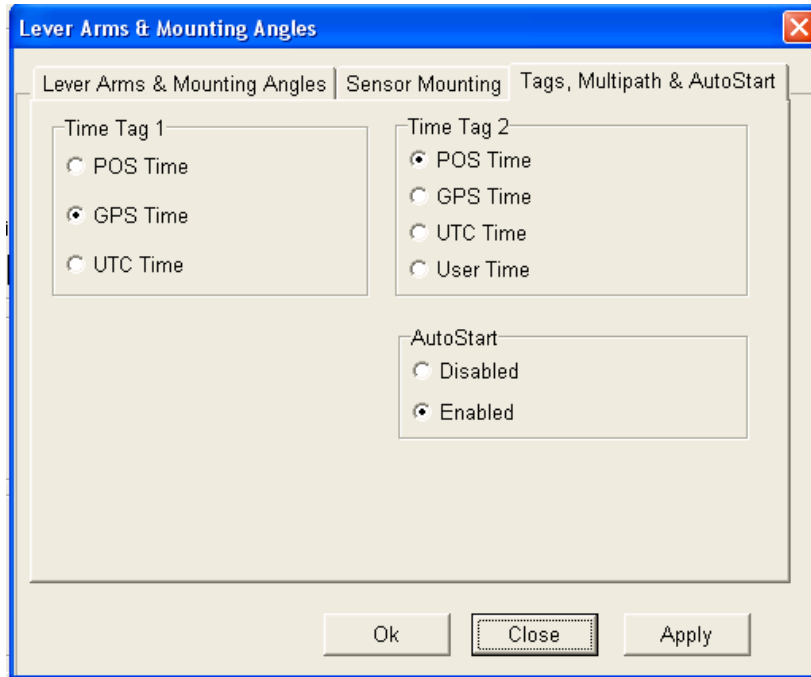 Lever Arms & Mounting Angles
Lever Arms & Mounting Angles
Sensor Mounting
Tags, Multipath & AutoStart
Time Tag 1
POS Time
GPS Time
UTC Time
Time Tag 2
POS Time
GPS Time
UTC Time
User Time
AutoStart
Disabled
Enabled
Ok
Close
Apply